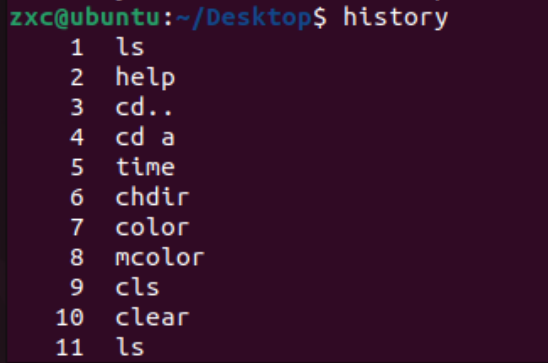 zxc@ubuntu:~/Desktop$ history
1 ls
2 help
3 cd..
4 cd a
5 time
6 chdir
7 color
8 mcolor
9 cls
10 clear
11 ls